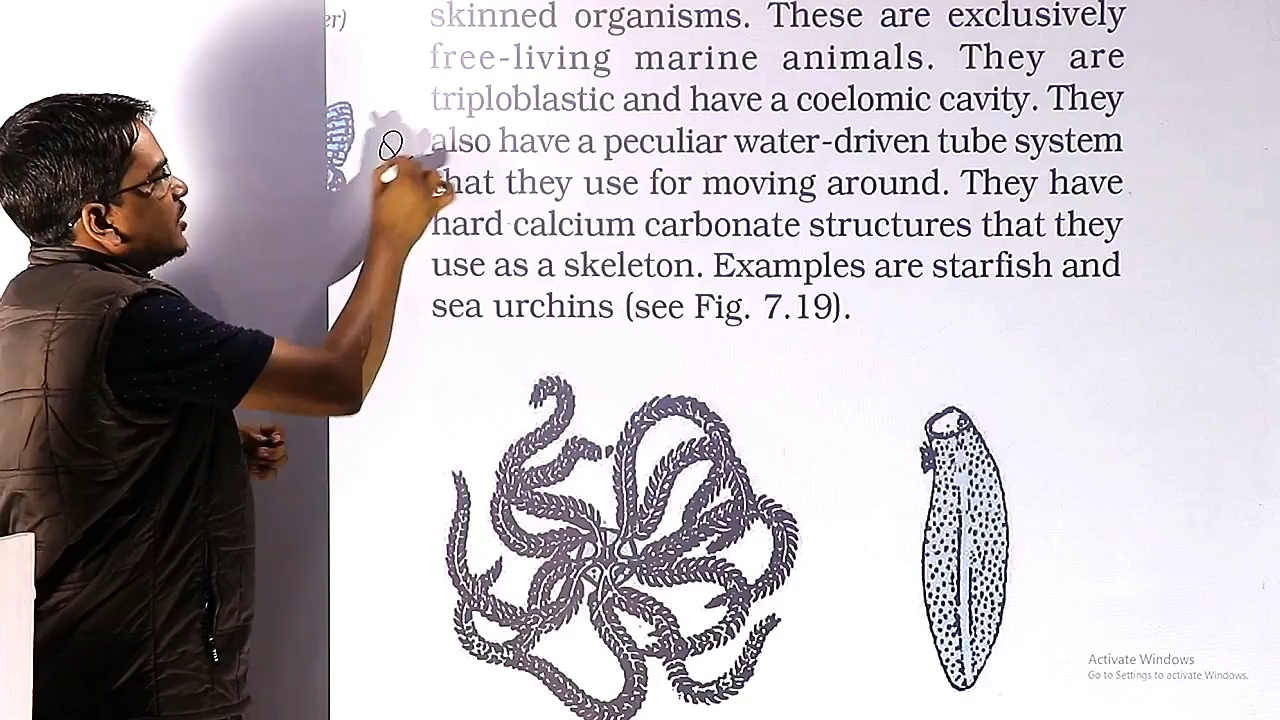 er)
skinned organisms. These are exclusively
free-living marine animals. They are
triploblastic and have a coelomic cavity. They
also have a peculiar water-driven tube system
that they use for moving around. They have
hard calcium carbonate structures that they
use as a skeleton. Examples are starfish and
sea urchins (see Fig. 7.19).
Activate Windows
Go to Settings to activate Windows.